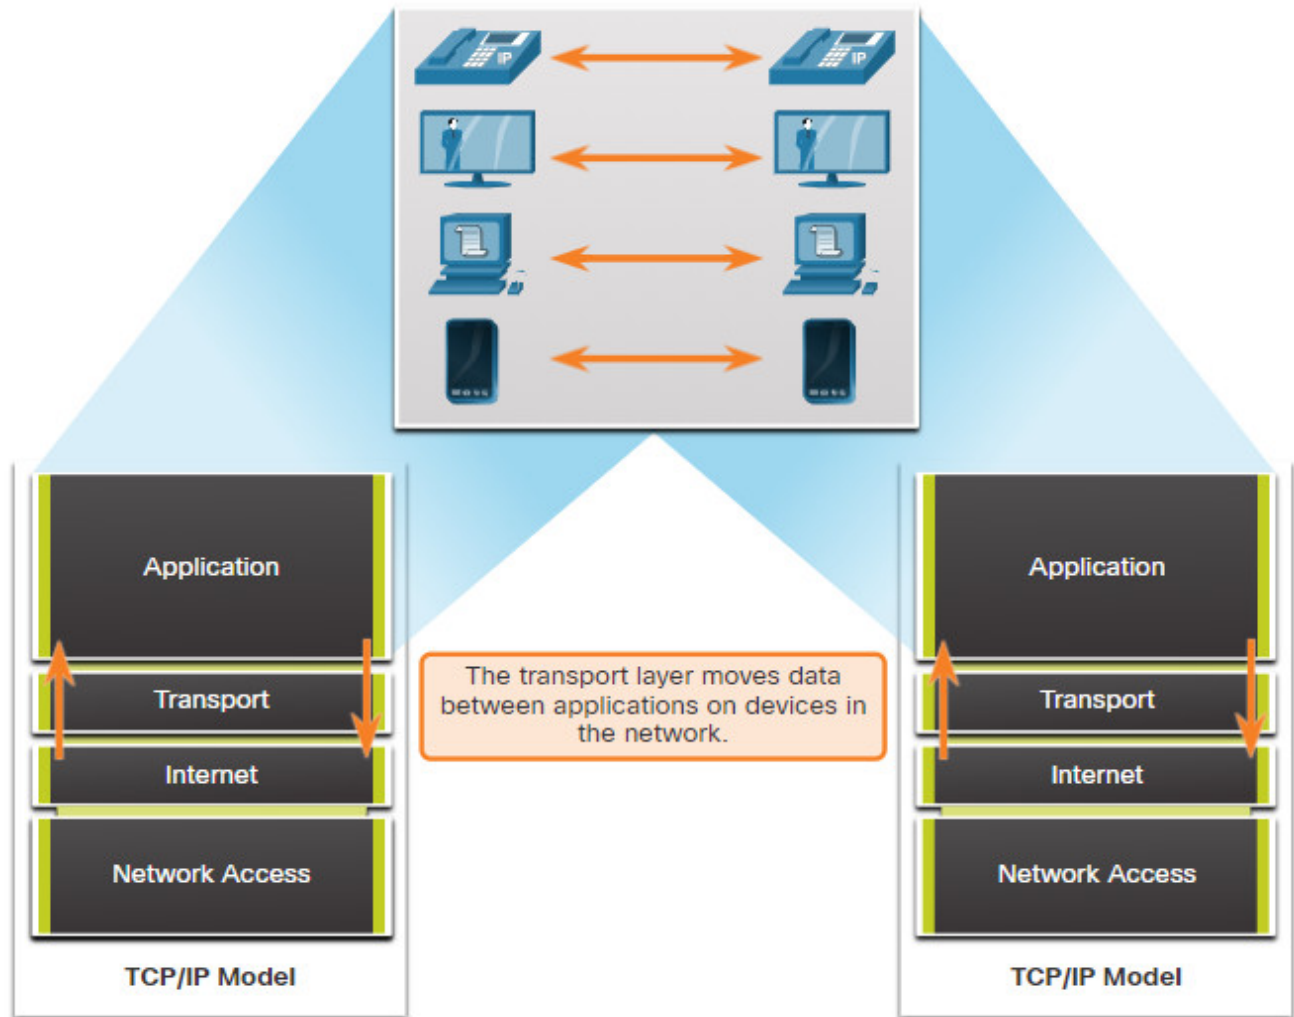 IP
IP
Application
Transport
Internet
Network Access
TCP/IP Model
The transport layer moves data
between applications on devices in
the network.
Application
Transport
Internet
Network Access
TCP/IP Model